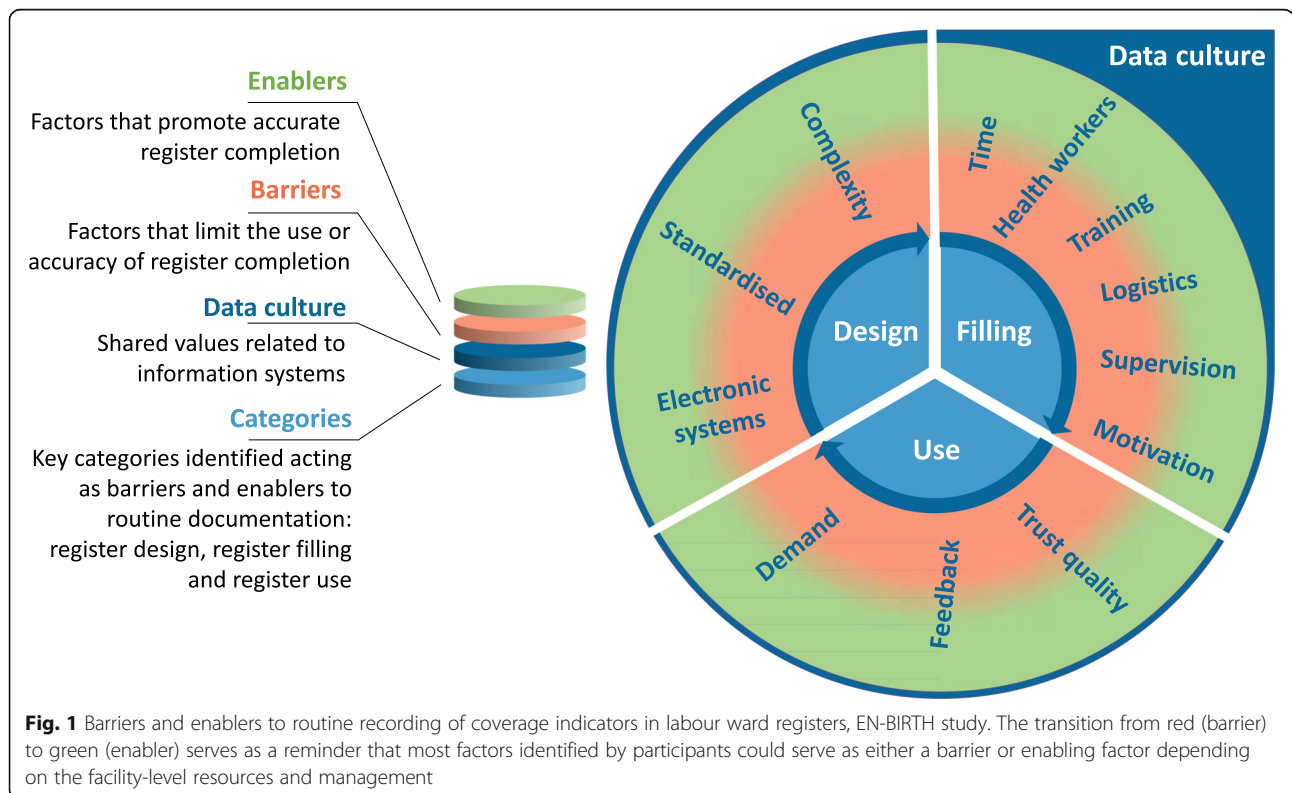 Enablers
Factors that promote accurate
register completion
Barriers
Factors that limit the use or
accuracy of register completion
Data culture
Shared values related to
information systems
Categories
Key categories identified acting
as barriers and enablers to
routine documentation:
register design, register filling
and register use
Data culture
Complexity
Standardised
Electronic
systems
Time
Health workers
Training
Logistics
Supervision
Motivation
Design
Filling
Use
Demand
Feedback
Trust quality
Fig. 1 Barriers and enablers to routine recording of coverage indicators in labour ward registers, EN-BIRTH study. The transition from red (barrier)
to green (enabler) serves as a reminder that most factors identified by participants could serve as either a barrier or enabling factor depending
on the facility-level resources and management